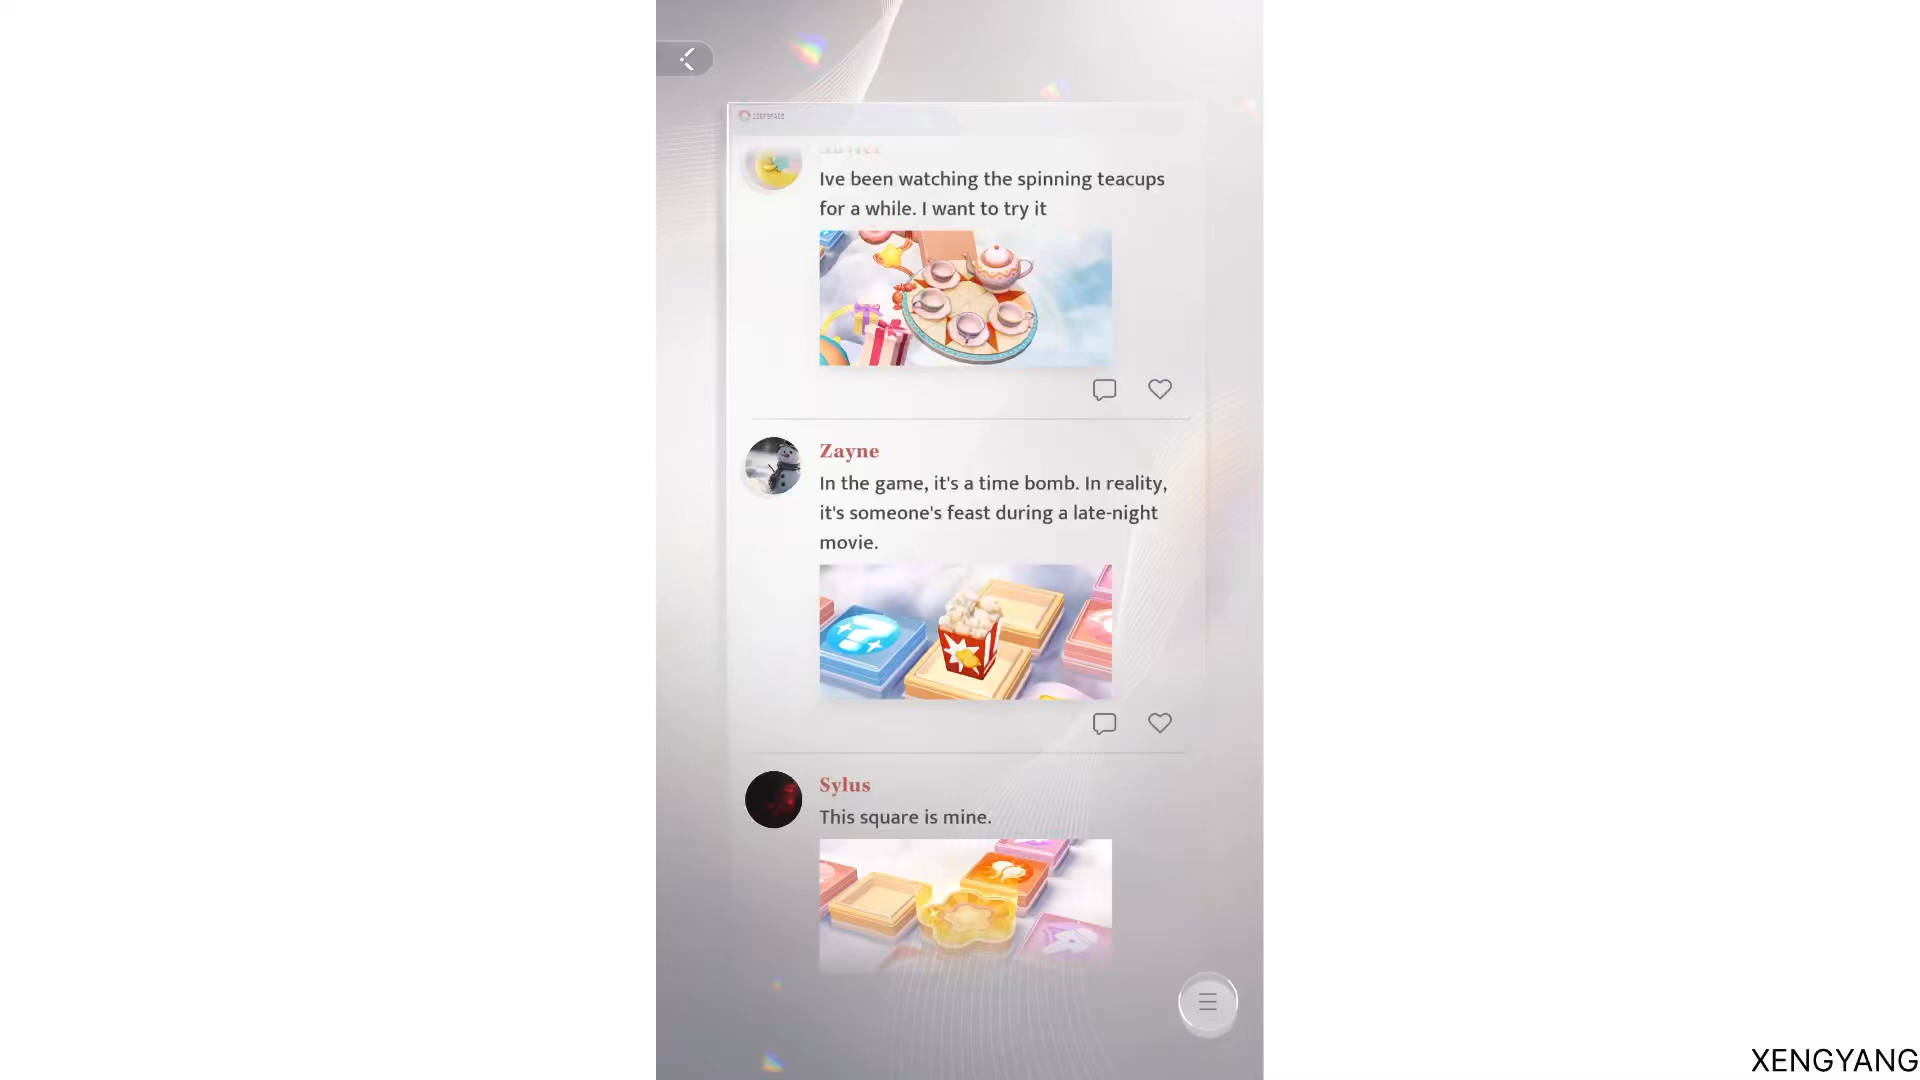 Ive been watching the spinning teacups
for a while. I want to try it
Zayne
In the game, it's a time bomb. In reality,
it's someone's feast during a late-night
movie.
Sylus
This square is mine.
XENGYANG